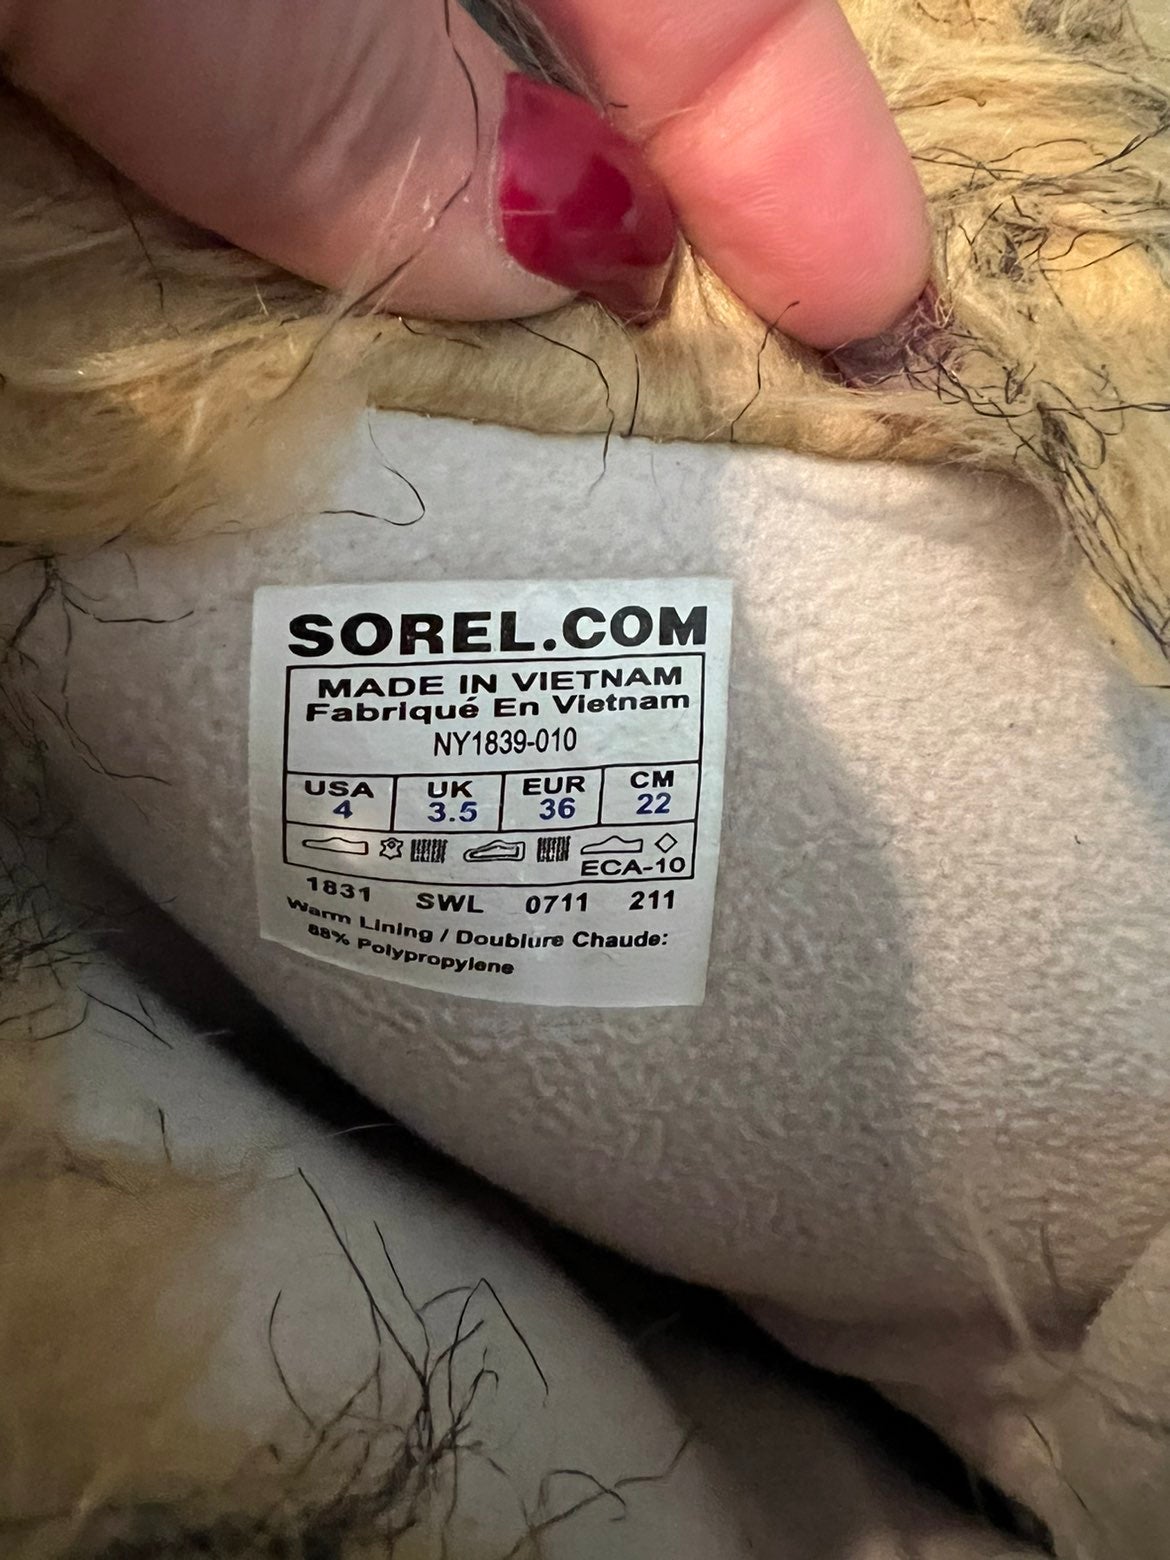 SOREL.COM
MADE IN VIETNAM
Fabriqué En Vietnam
NY1839-010
USA UK EUR CM
4 3.5 36 22
ECA-10
1831 SWL 0711 211
Warm Lining / Doublure Chaude:
88% Polypropylene